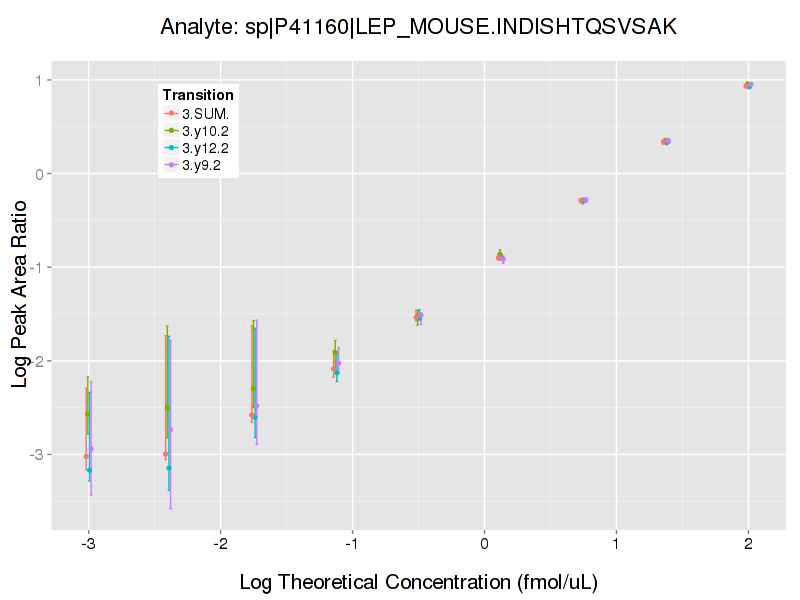 Analyte: sp|P41160|LEP_MOUSE.INDISHTQSVSAK
Transition
3.SUM.
3.y10.2
3.y12.2
3.y9.2
Log Peak Area Ratio
1
0
-1
-2
-3
-3 -2 -1 0 1 2
Log Theoretical Concentration (fmol/uL)